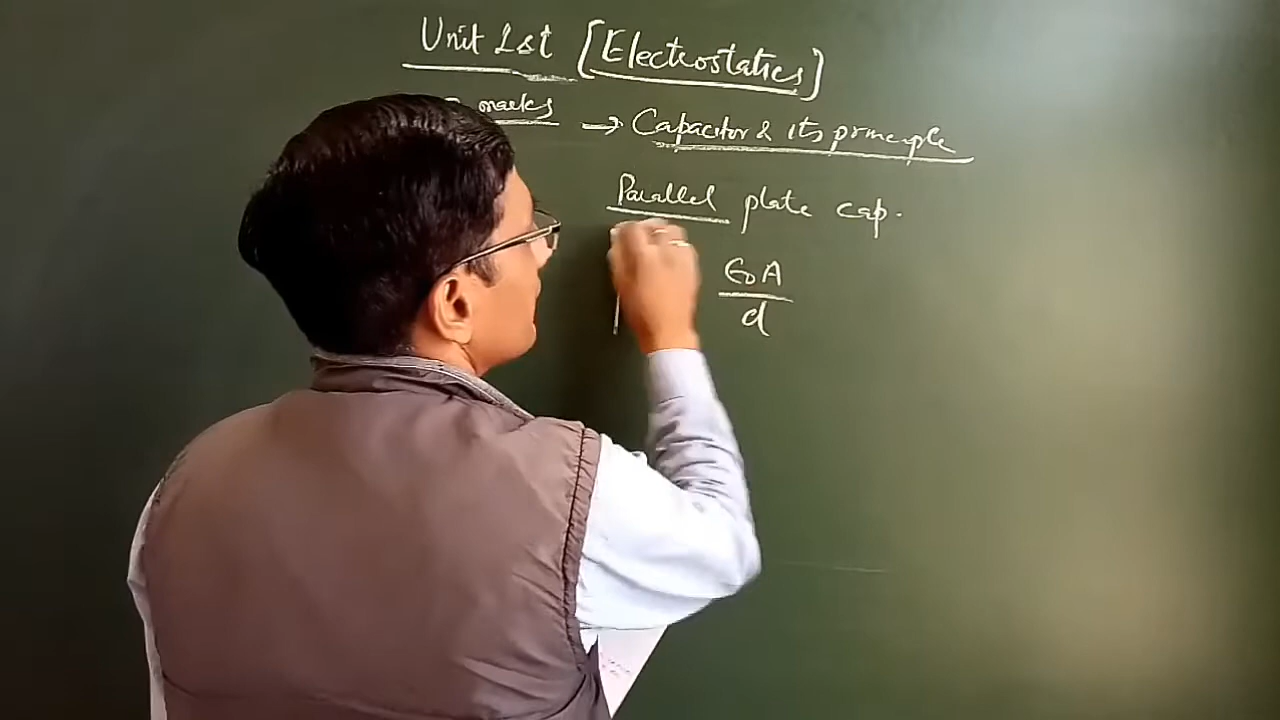 Unit 1st [Electrostatics]
marks → Capacitor & its principle
Parallel plate cap.
ε0A
d